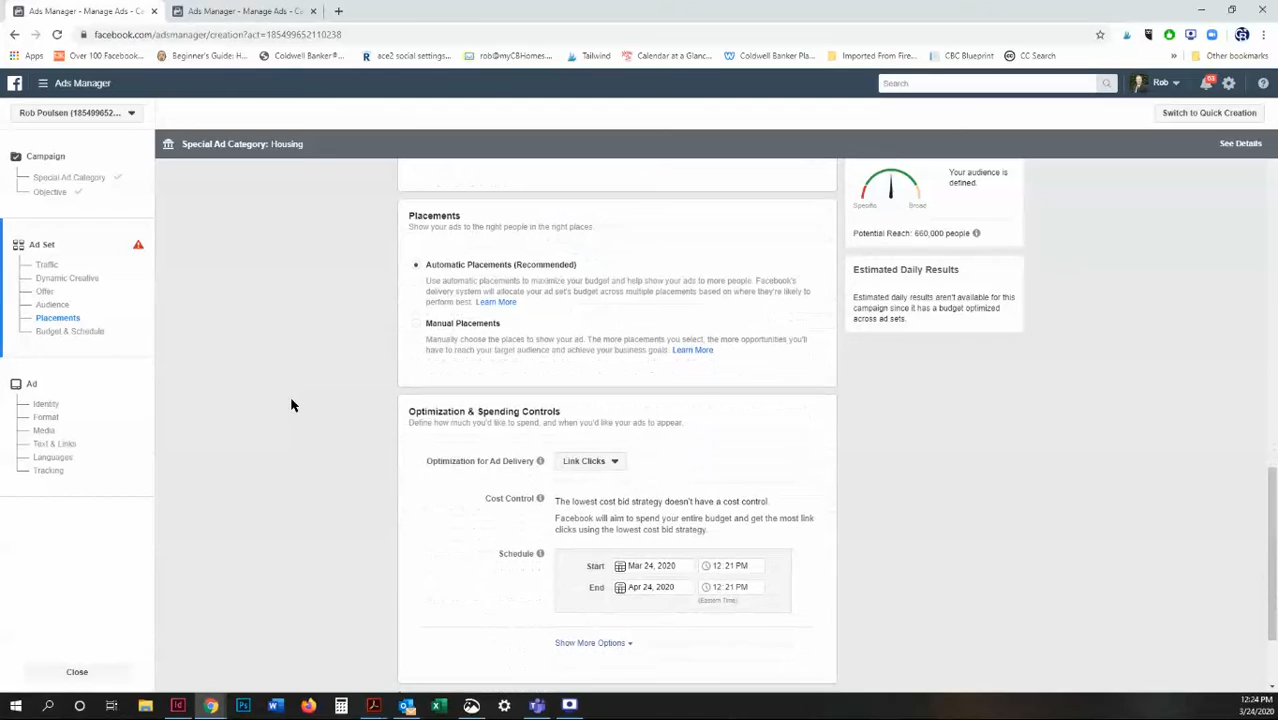 Ads Manager - Manage Ads - C
Ads Manager - Manage Ads - C
facebook.com/adsmanager/creation?act=1854996521​10238
Apps
Over 100 Facebook...
Beginner's Guide: H...
Coldwell Banker®...
ace2 social settings...
rob@myCBHomes...
Tailwind
Calendar at a Glanc...
Coldwell Banker Pla...
Imported From Fire...
CBC Blueprint
CC Search
»
Other bookmarks
Ads Manager
Search
Rob
63
Rob Poulsen (185499652...
Switch to Quick Creation
Special Ad Category: Housing
See Details
Campaign
Special Ad Category
Objective
Ad Set
Traffic
Dynamic Creative
Offer
Audience
Placements
Budget & Schedule
Ad
Identity
Format
Media
Text & Links
Languages
Tracking
Close
Placements
Show your ads to the right people in the right places.
Automatic Placements (Recommended)
Use automatic placements to maximize your budget and help show your ads to more people. Facebook's
delivery system will allocate your ad set's budget across multiple placements based on where they're likely to
perform best. Learn More
Manual Placements
Manually choose the places to show your ad. The more placements you select, the more opportunities you'll
have to reach your target audience and achieve your business goals. Learn More
Optimization & Spending Controls
Define how much you'd like to spend, and when you'd like your ads to appear.
Optimization for Ad Delivery
Link Clicks
Cost Control
The lowest cost bid strategy doesn't have a cost control.
Facebook will aim to spend your entire budget and get the most link
clicks using the lowest cost bid strategy.
Schedule
Start
Mar 24, 2020
12:21 PM
End
Apr 24, 2020
12:21 PM
(Eastern Time)
Show More Options
Your audience is
defined.
Specific
Broad
Potential Reach: 660,000 people
Estimated Daily Results
Estimated daily results aren't available for this
campaign since it has a budget optimized
across ad sets.
12:24 PM
3/24/2020